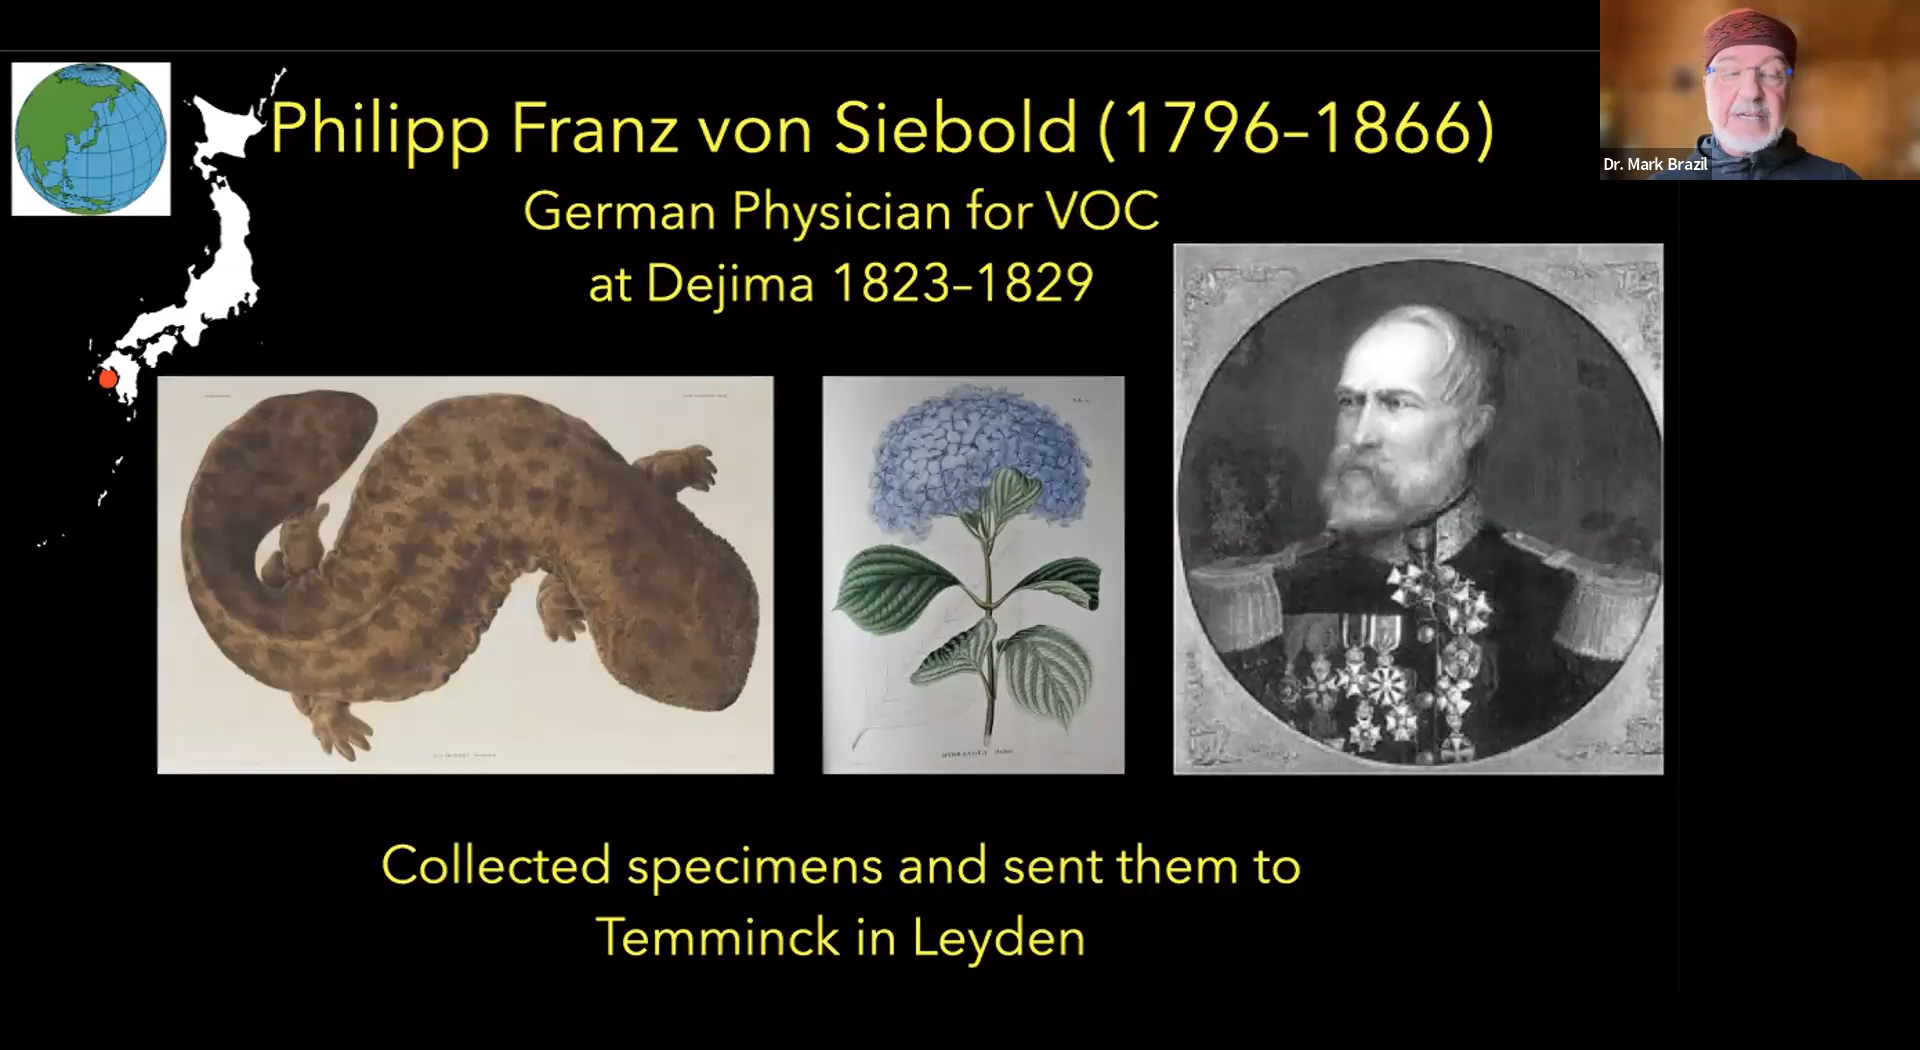 Philipp Franz von Siebold (1796–1866)
German Physician for VOC
at Dejima 1823–1829
Dr. Mark Brazil
HYDRANGEA
Collected specimens and sent them to
Temminck in Leyden